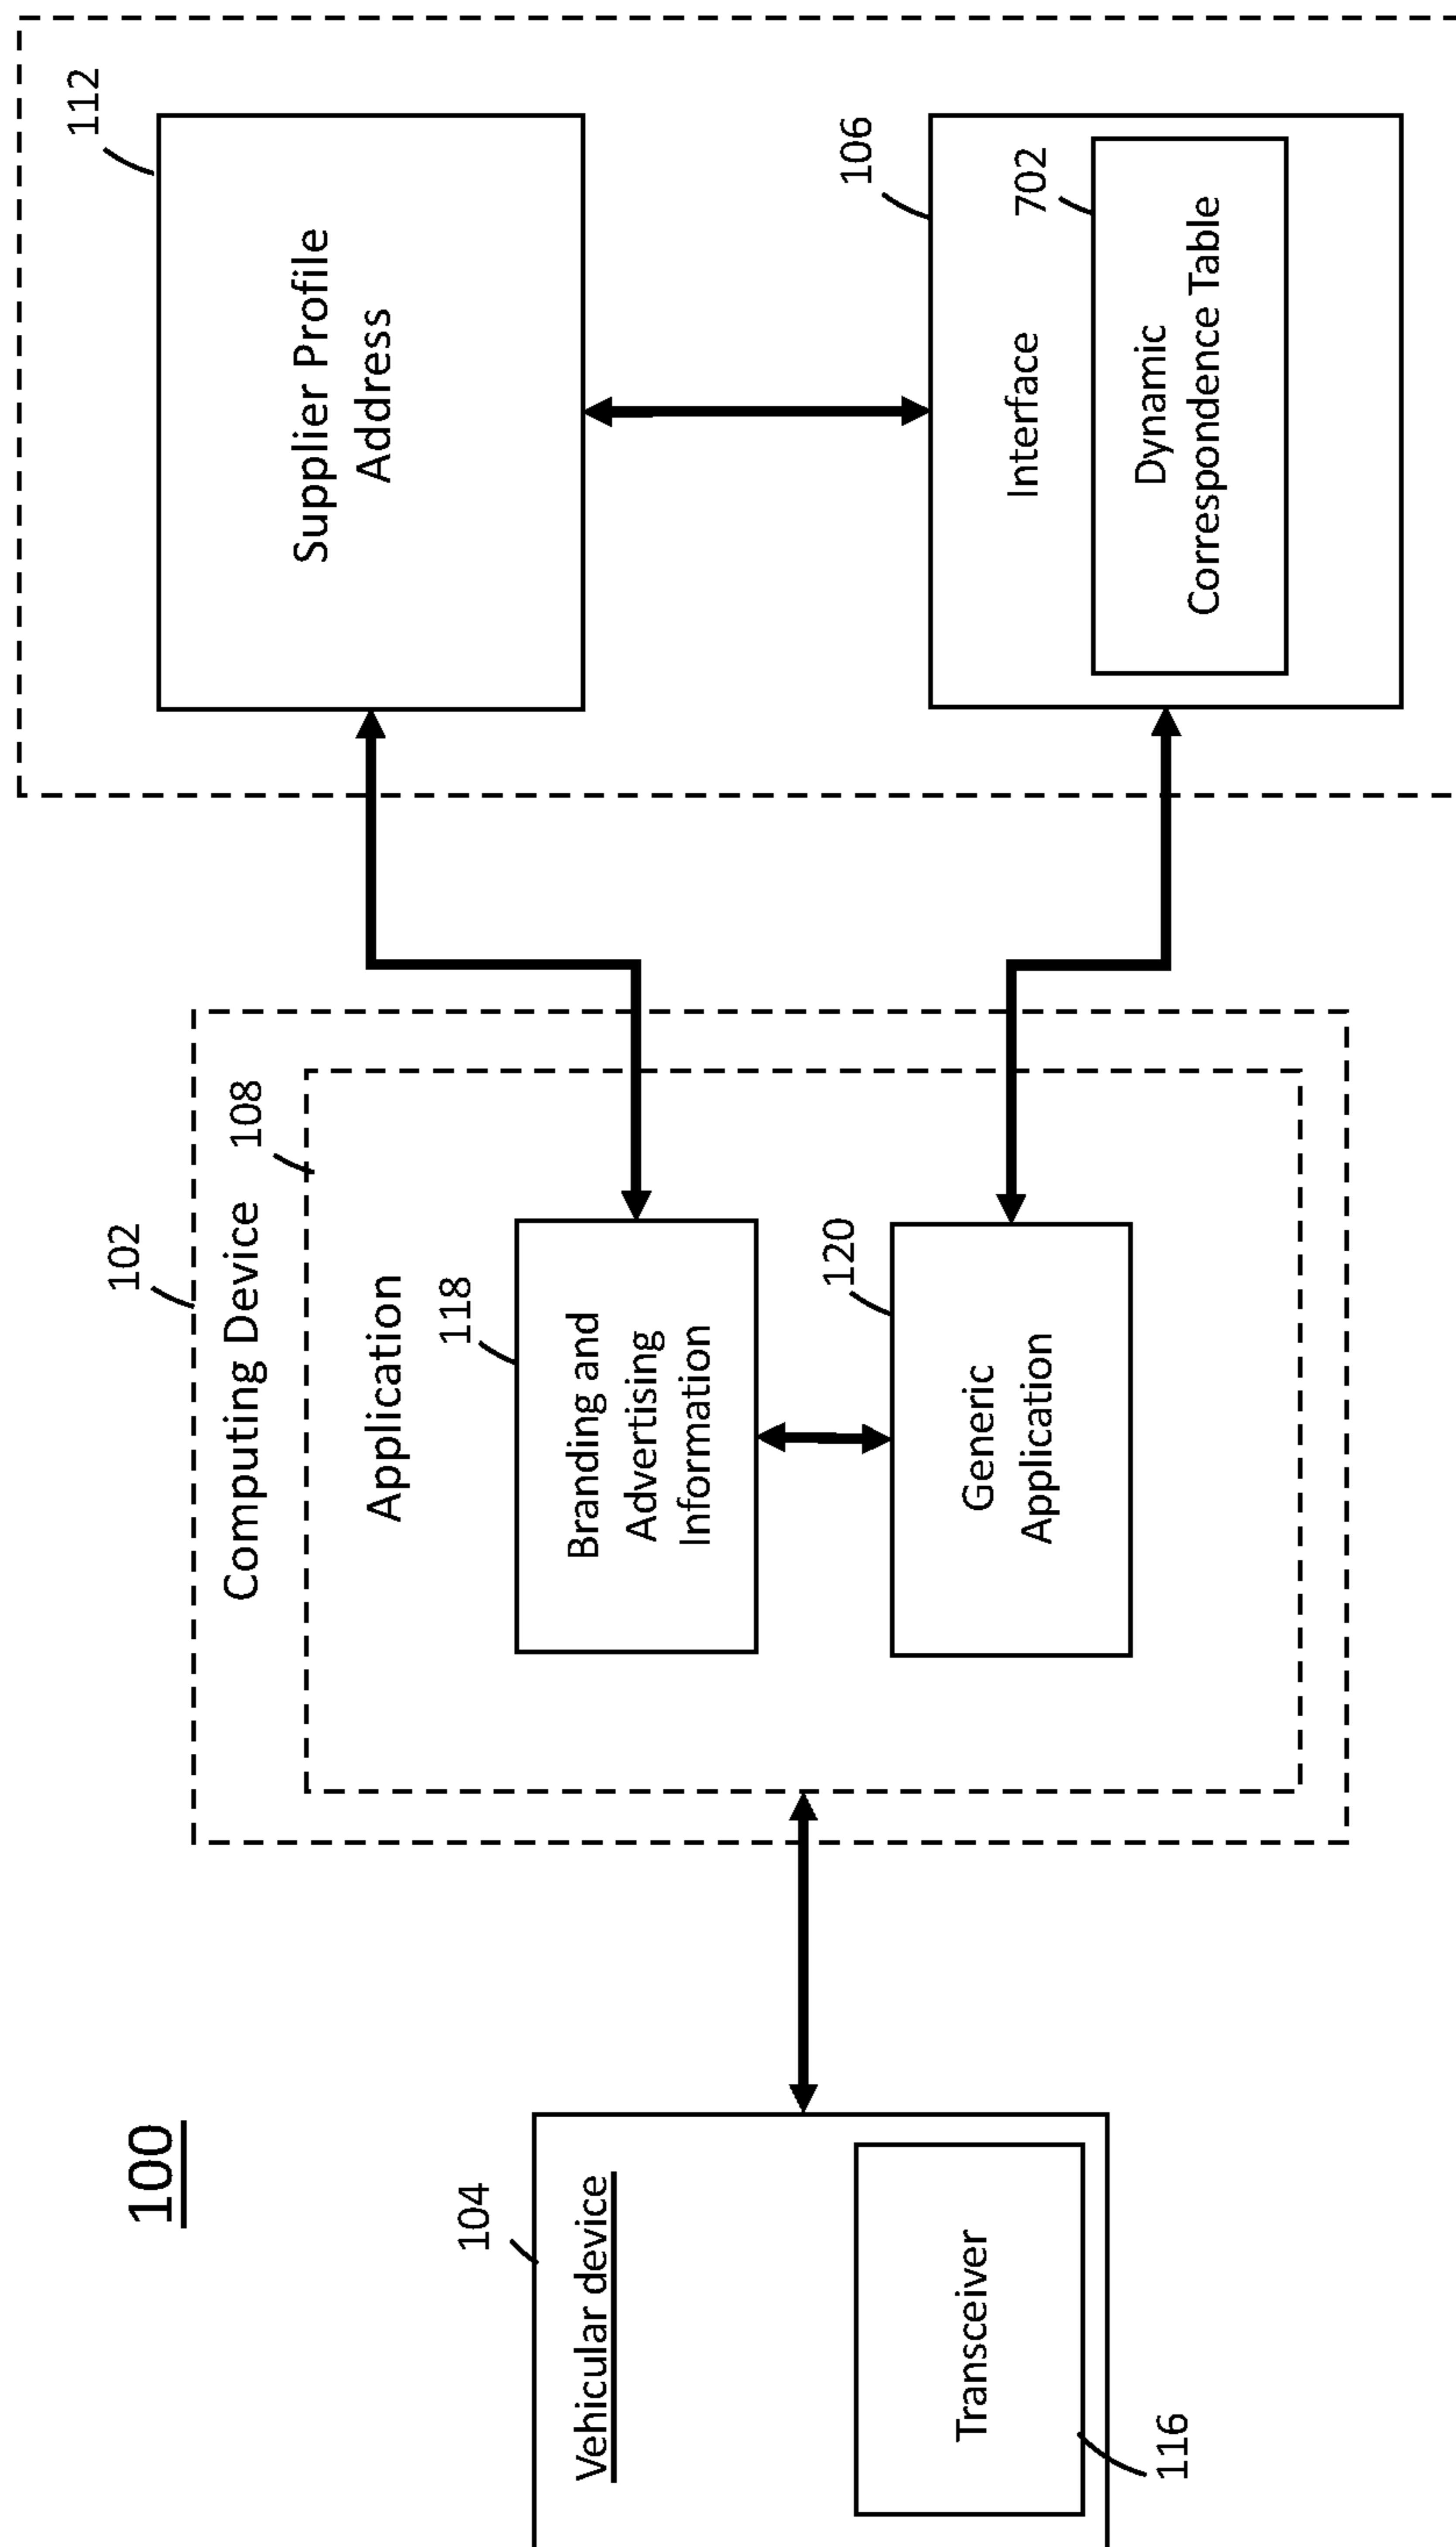 100
104
Vehicular device
Transceiver
116
102
Computing Device
108
Application
118
Branding and
Advertising
Information
120
Generic
Application
112
Supplier Profile
Address
106
Interface
702
Dynamic
Correspondence Table